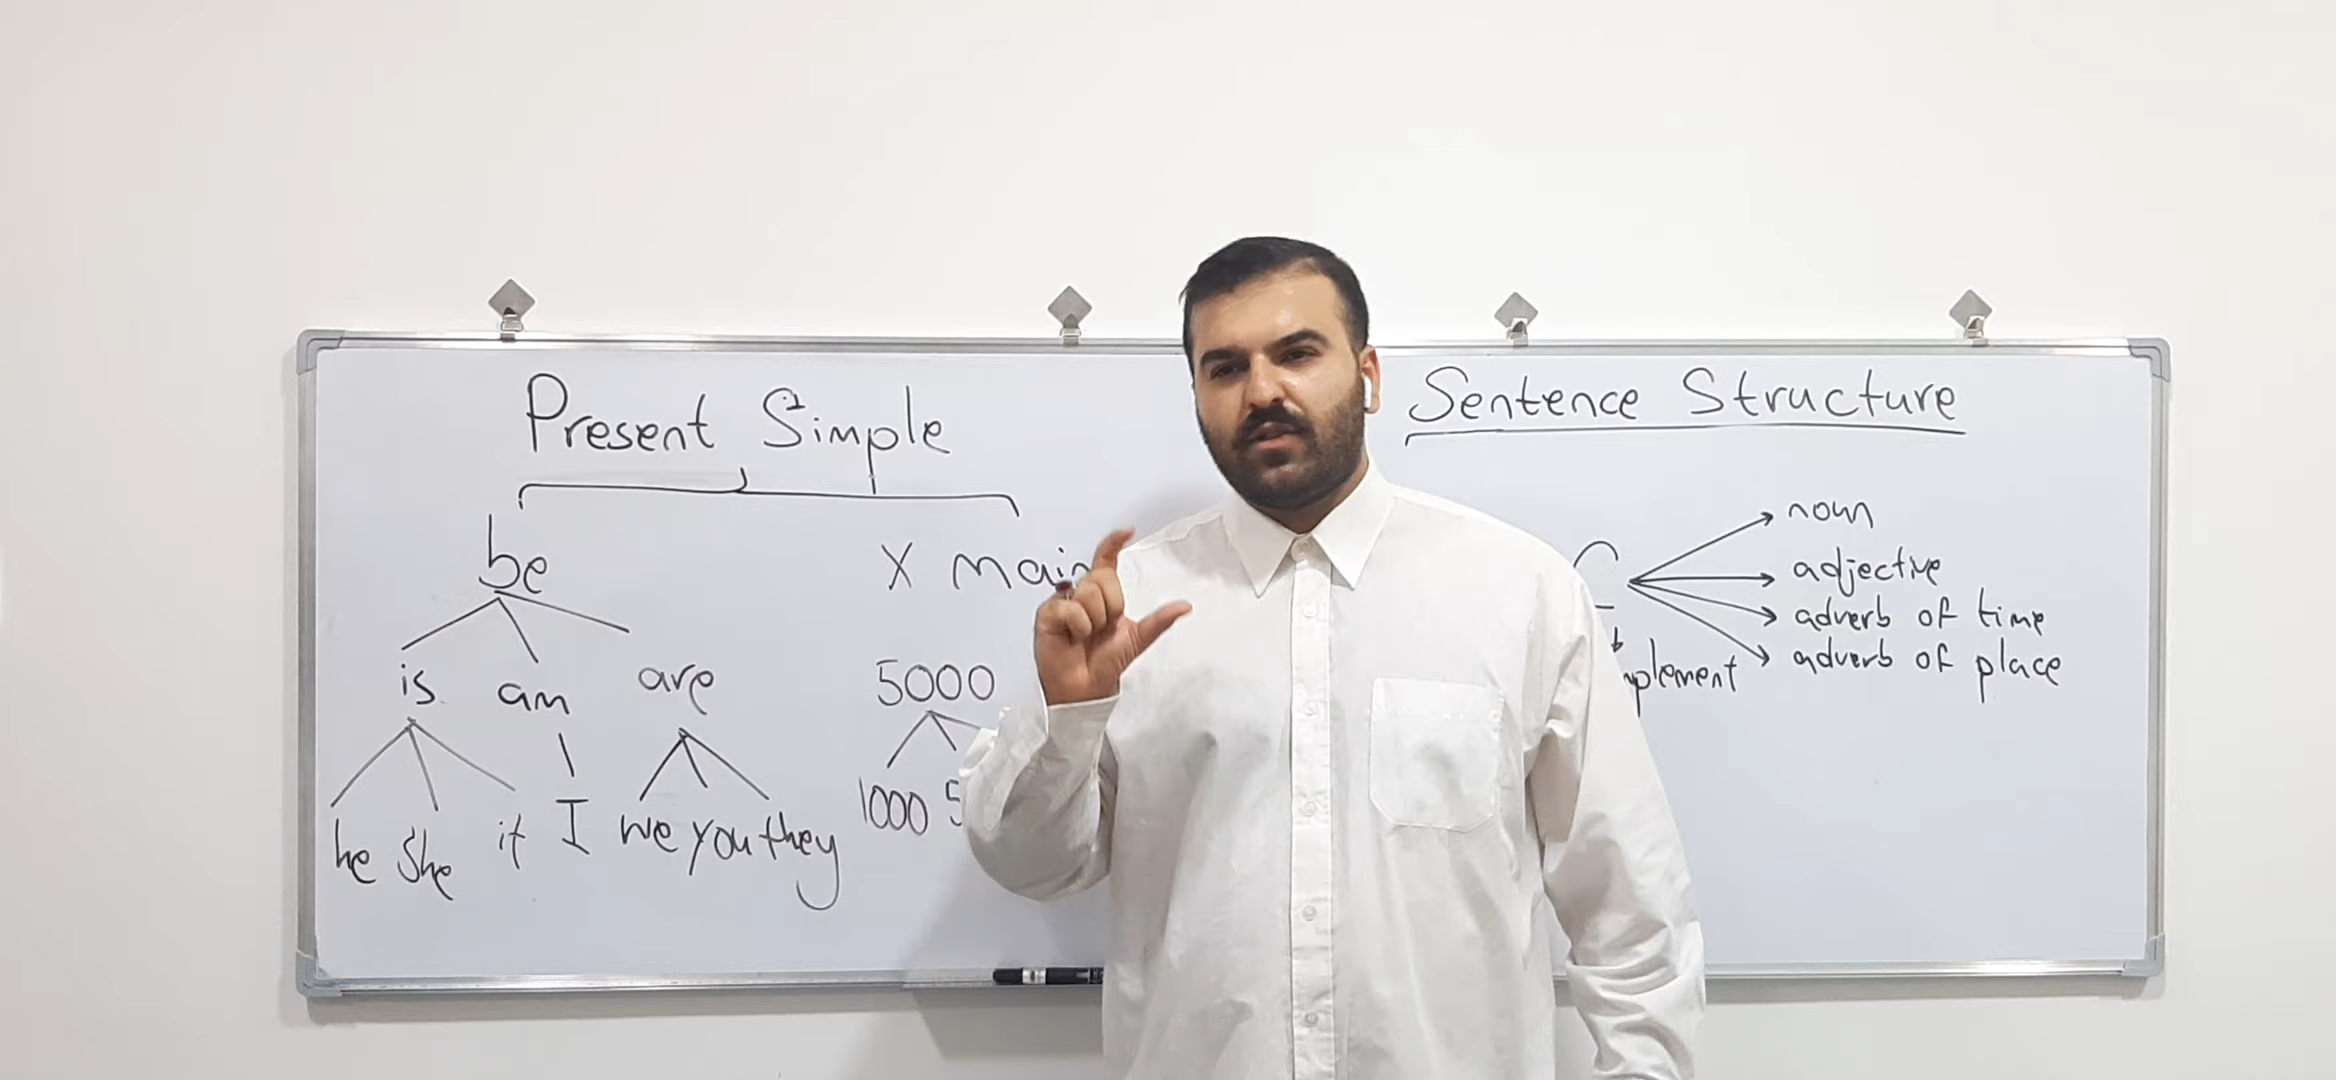 Present Simple
be
X main
is am are
5000
1000
he she it I we you they
Sentence Structure
C
noun
adjective
adverb of time
adverb of place